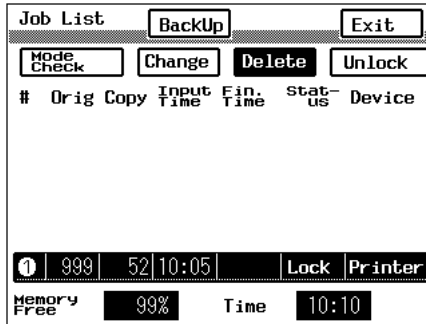 Job List BackUp Exit
Mode Check Change Delete Unlock
# Orig Copy Input Time Fin. Time Stat-us Device
1 999 52 10:05 Lock Printer
Memory Free 99% Time 10:10